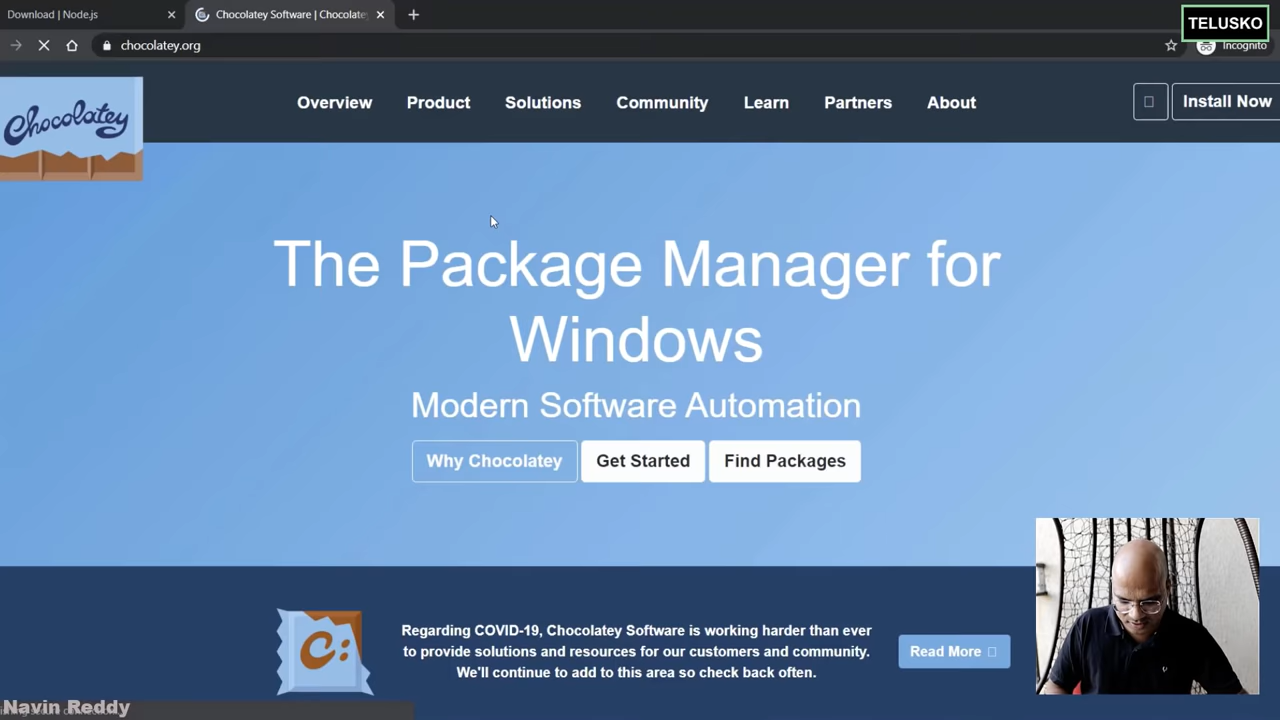 Download | Node.js
Chocolatey Software | Chocolate
TELUSKO
chocolatey.org
Incognito
Chocolatey
Overview
Product
Solutions
Community
Learn
Partners
About
Install Now
The Package Manager for
Windows
Modern Software Automation
Why Chocolatey
Get Started
Find Packages
C:
Regarding COVID-19, Chocolatey Software is working harder than ever
to provide solutions and resources for our customers and community.
We'll continue to add to this area so check back often.
Read More
Navin Reddy